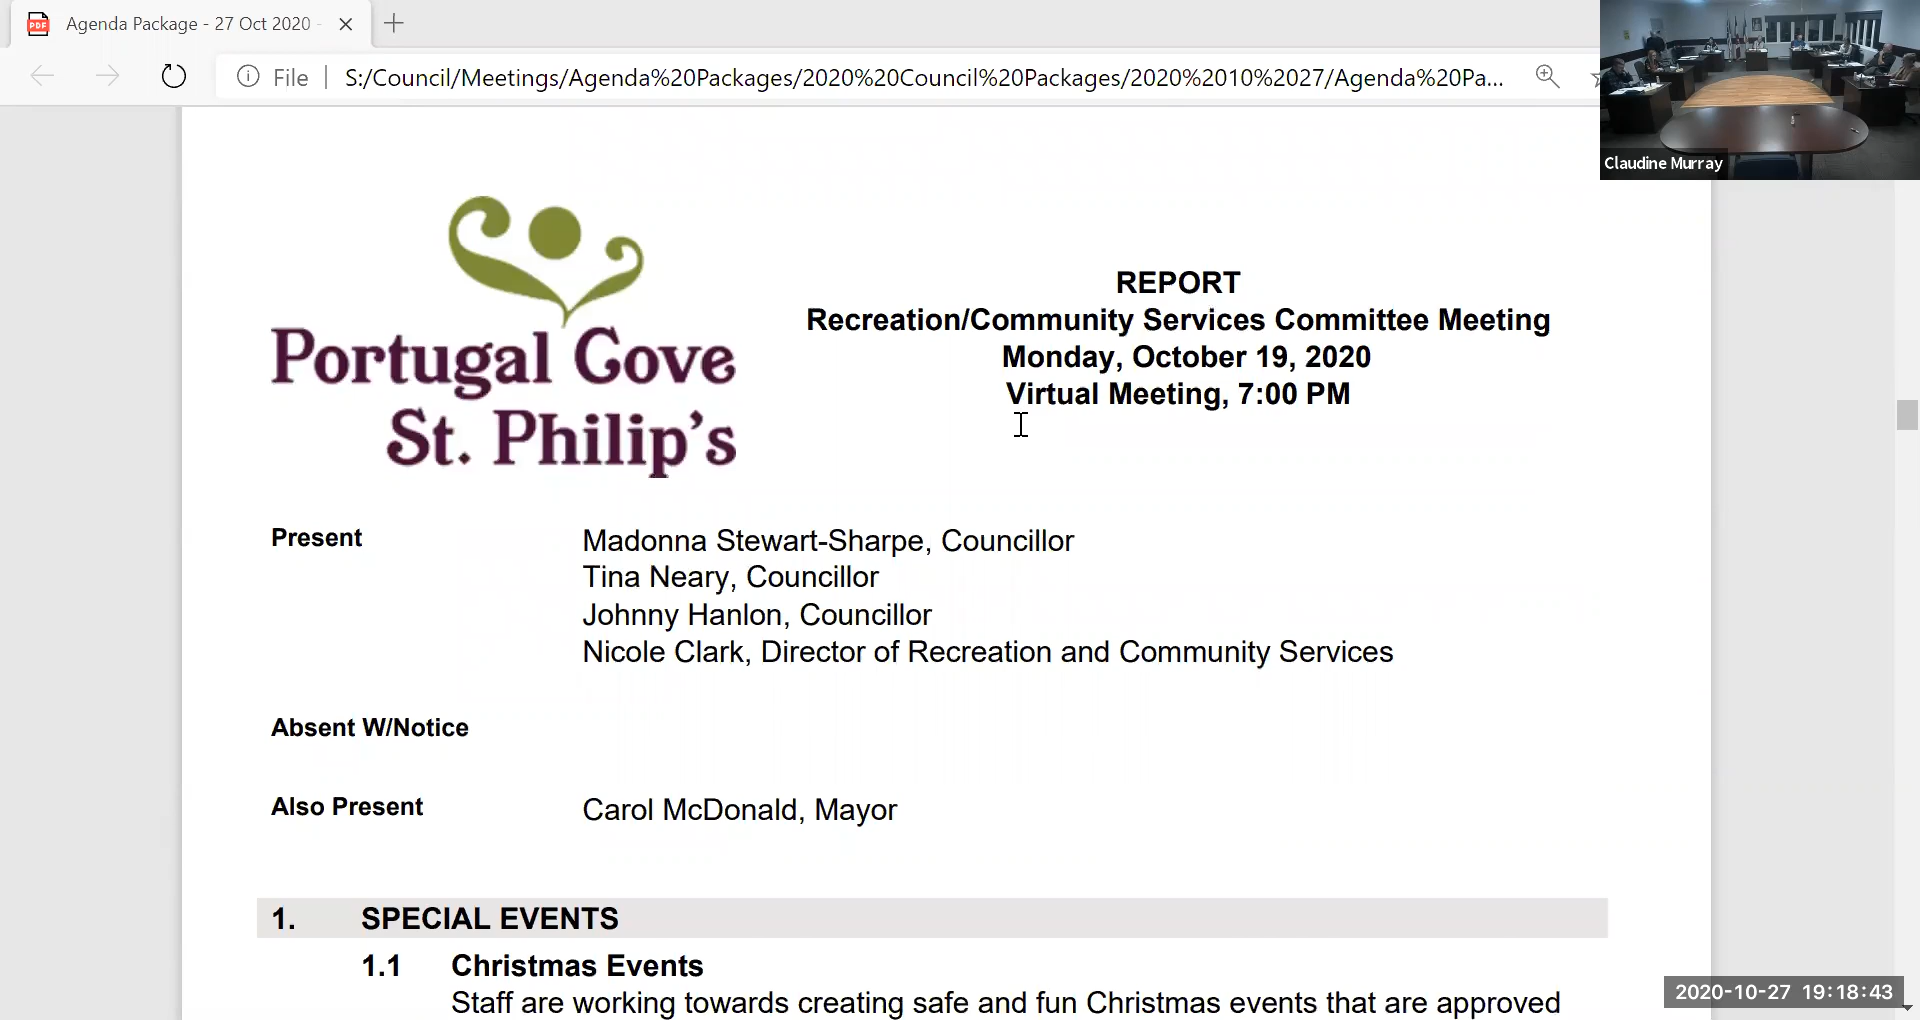 Agenda Package - 27 Oct 2020 -
File
S:/Council/Meetings/Agenda%20Packages/2020%20Council%20Packages/2020%2010%2027/Agenda%20Pa...
Claudine Murray
Portugal Cove
St. Philip's
REPORT
Recreation/Community Services Committee Meeting
Monday, October 19, 2020
Virtual Meeting, 7:00 PM
Present
Madonna Stewart-Sharpe, Councillor
Tina Neary, Councillor
Johnny Hanlon, Councillor
Nicole Clark, Director of Recreation and Community Services
Absent W/Notice
Also Present
Carol McDonald, Mayor
1. SPECIAL EVENTS
1.1 Christmas Events
Staff are working towards creating safe and fun Christmas events that are approved
2020-10-27 19:18:43